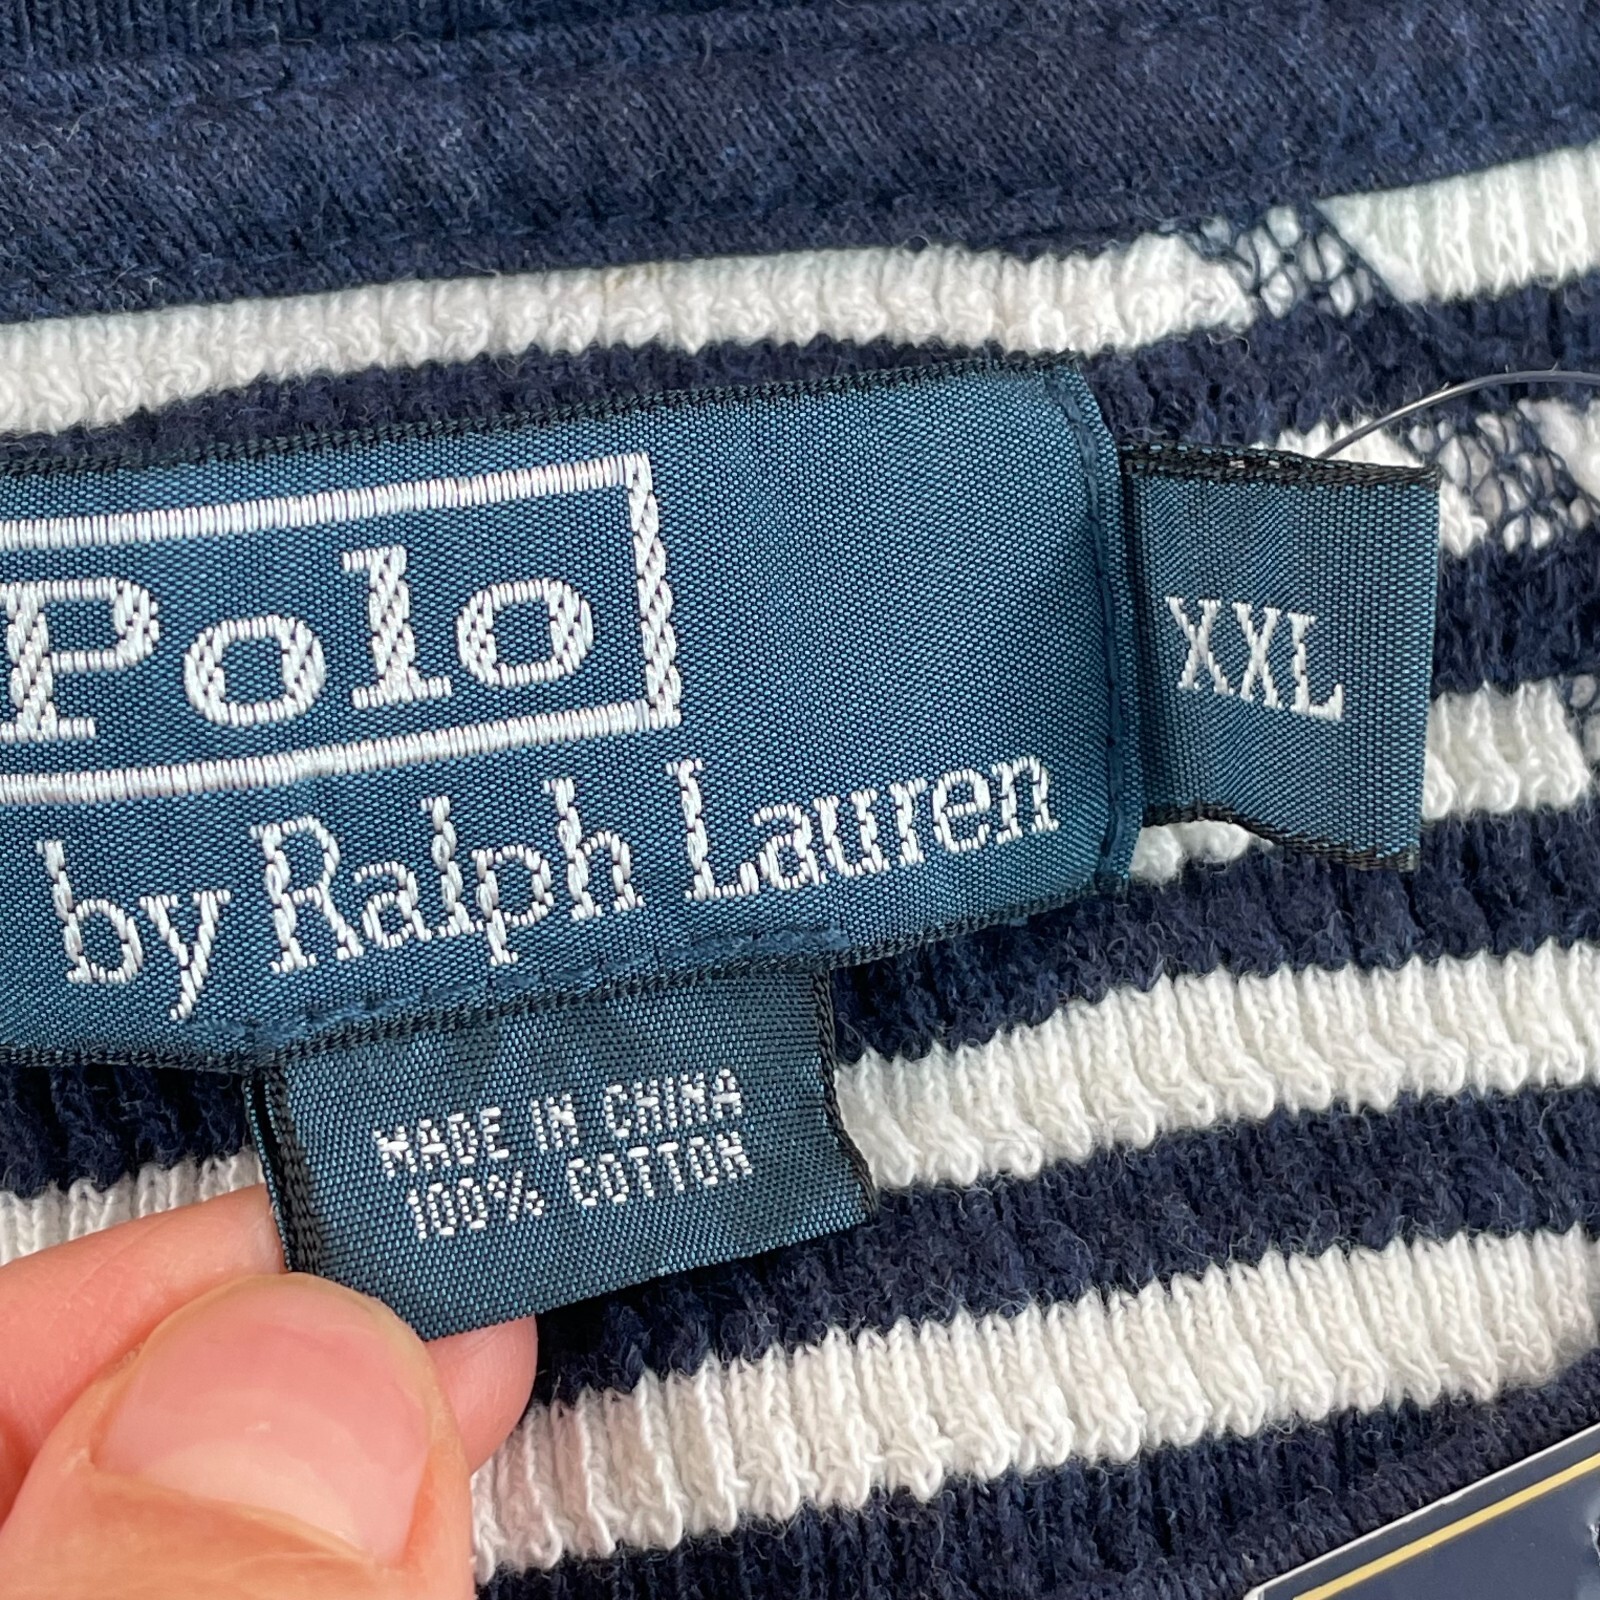 Polo
by Ralph Lauren
XXL
MADE IN CHINA
100% COTTON